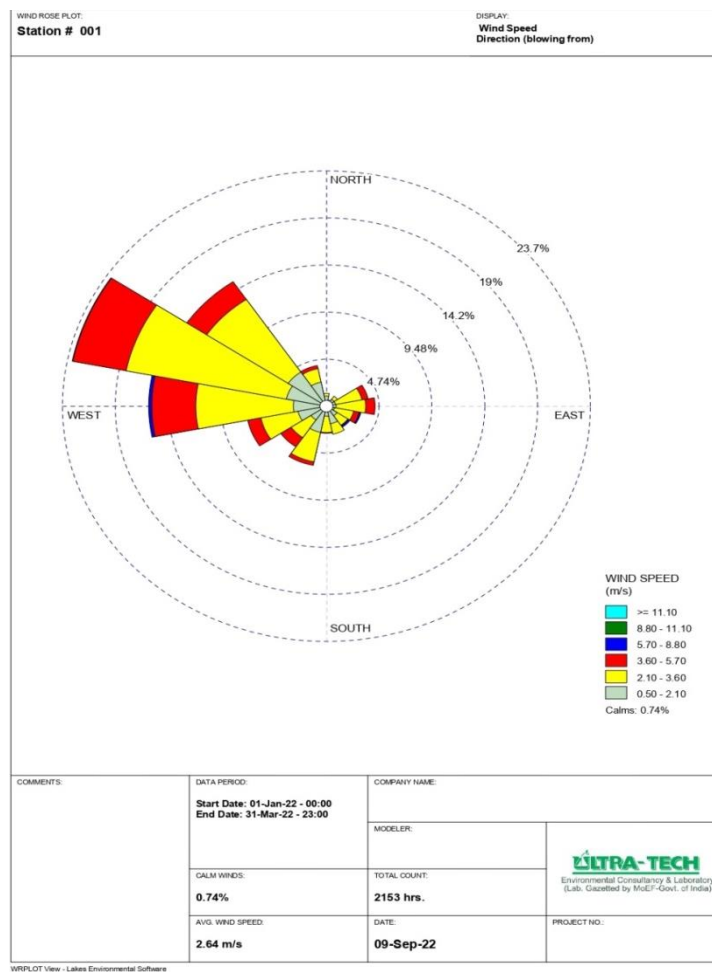 WIND ROSE PLOT:
Station # 001
DISPLAY:
Wind Speed
Direction (blowing from)
NORTH
23.7%
19%
14.2%
9.48%
4.74%
WEST
EAST
SOUTH
WIND SPEED
(m/s)
>= 11.10
8.80 - 11.10
5.70 - 8.80
3.60 - 5.70
2.10 - 3.60
0.50 - 2.10
Calms: 0.74%
COMMENTS:
DATA PERIOD:
Start Date: 01-Jan-22 - 00:00
End Date: 31-Mar-22 - 23:00
COMPANY NAME:
MODELER:
CALM WINDS:
0.74%
TOTAL COUNT:
2153 hrs.
ULTRA-TECH
Environmental Consultancy & Laboratory
(Lab. Gazetted by MoEF-Govt. of India)
AVG. WIND SPEED:
2.64 m/s
DATE:
09-Sep-22
PROJECT NO.:
WRPLOT View - Lakes Environmental Software